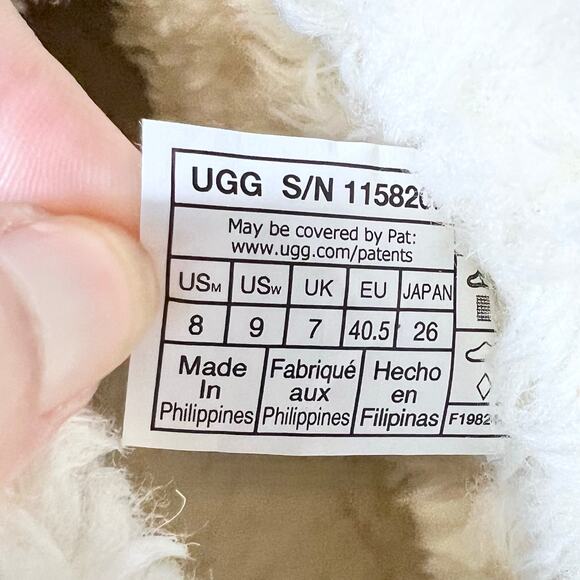 UGG S/N 11582
May be covered by Pat:
www.ugg.com/patents
USM USW UK EU JAPAN
8 9 7 40.5 26
Made In Philippines
Fabriqué aux Philippines
Hecho en Filipinas
F1982